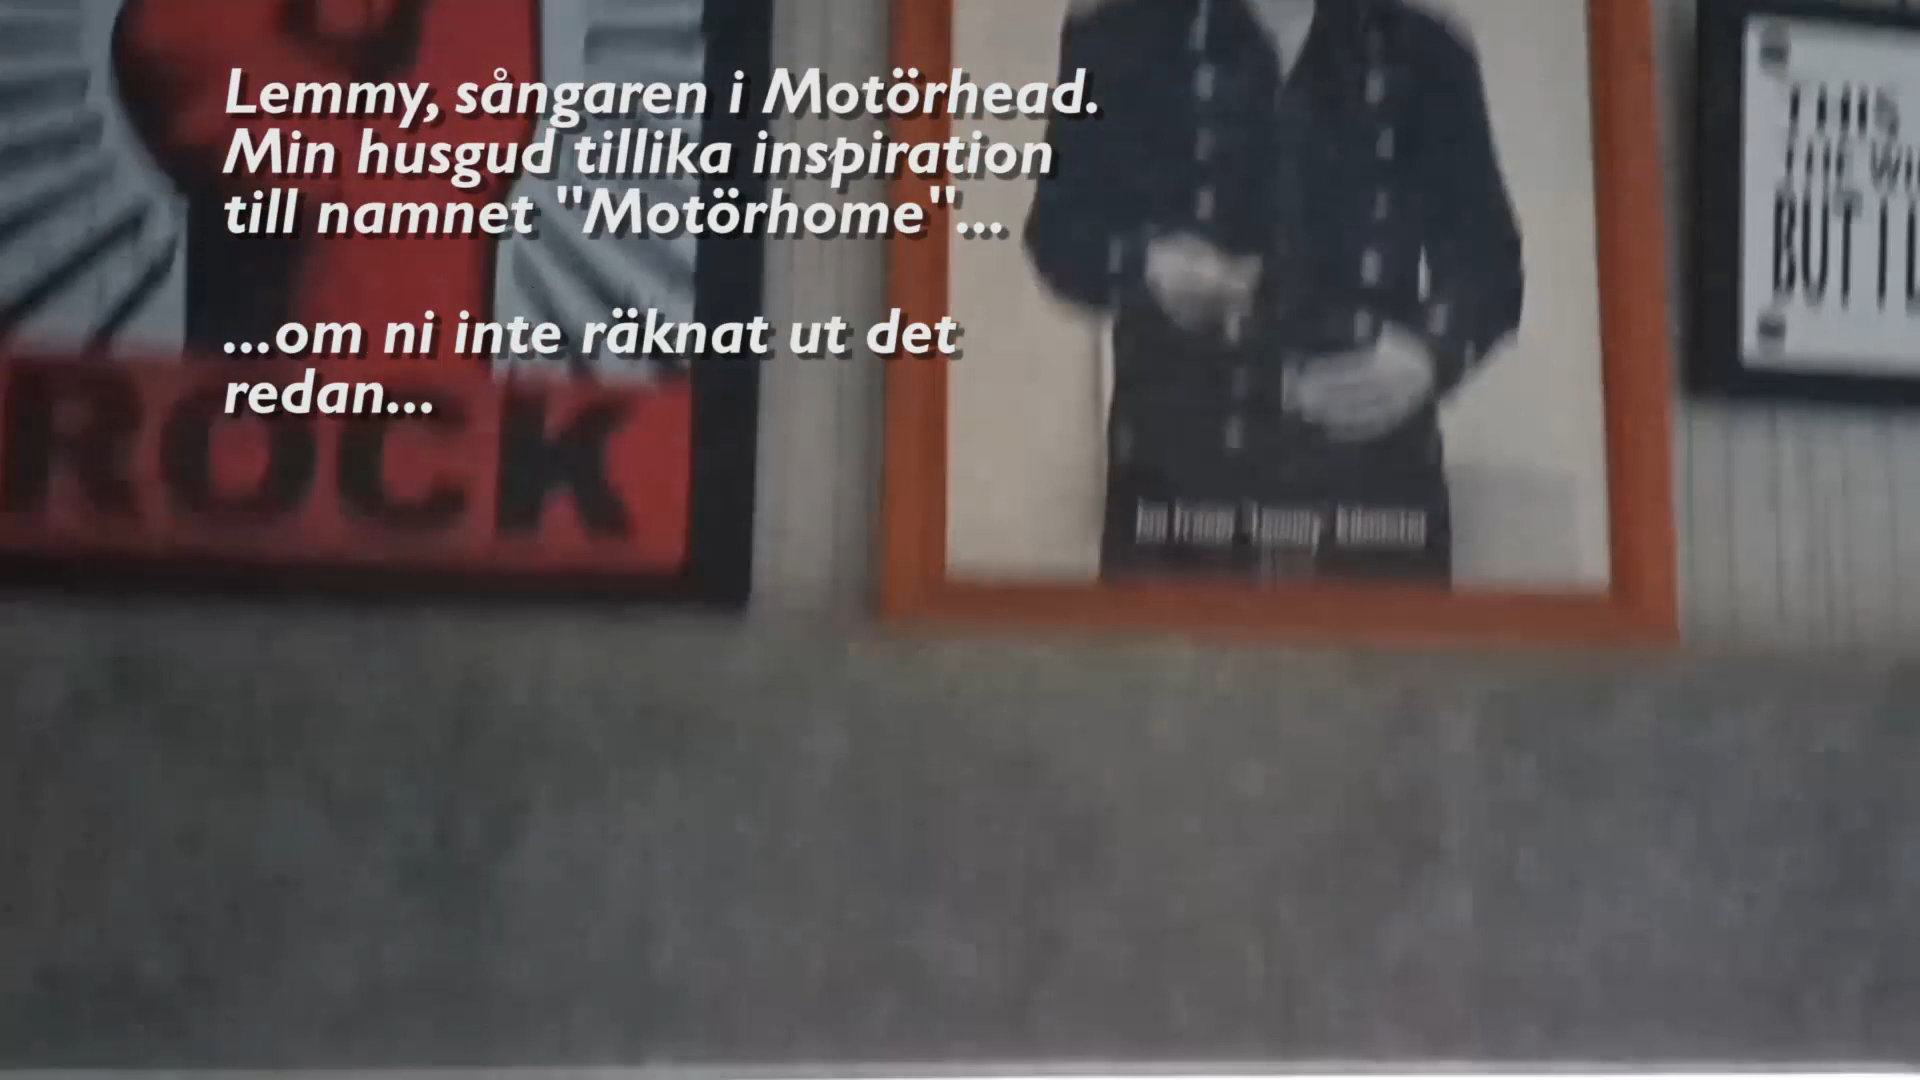 Lemmy, sångaren i Motörhead.
Min husgud tillika inspiration
till namnet "Motörhome"...
...om ni inte räknat ut det
redan...
ROCK